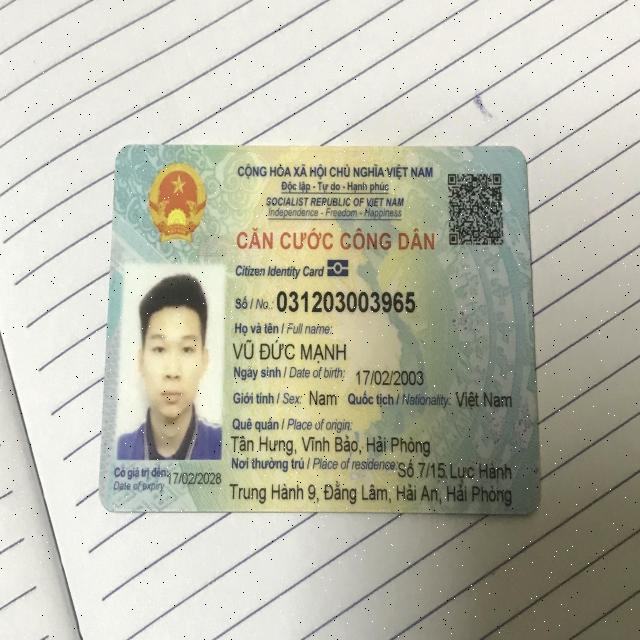 CỘNG HÒA XÃ HỘI CHỦ NGHĨA VIỆT NAM
Độc lập - Tự do - Hạnh phúc
SOCIALIST REPUBLIC OF VIET NAM
Independence - Freedom - Happiness
CĂN CƯỚC CÔNG DÂN
Citizen Identity Card
Số / No.: 031203003965
Họ và tên / Full name:
VŨ ĐỨC MẠNH
Ngày sinh / Date of birth: 17/02/2003
Giới tính / Sex: Nam Quốc tịch / Nationality: Việt Nam
Quê quán / Place of origin:
Tân Hưng, Vĩnh Bảo, Hải Phòng
Nơi thường trú / Place of residence: Số 7/15 Lực Hành
Trung Hành 9, Đằng Lâm, Hải An, Hải Phòng
Có giá trị đến: 17/02/2028
Date of expiry